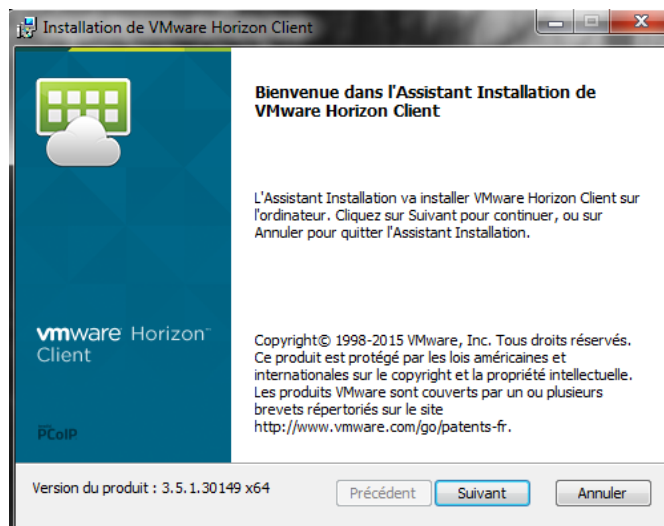 Installation de VMware Horizon Client
Bienvenue dans l'Assistant Installation de
VMware Horizon Client
L'Assistant Installation va installer VMware Horizon Client sur
l'ordinateur. Cliquez sur Suivant pour continuer, ou sur
Annuler pour quitter l'Assistant Installation.
vmware Horizon™
Client
Copyright© 1998-2015 VMware, Inc. Tous droits réservés.
Ce produit est protégé par les lois américaines et
internationales sur le copyright et la propriété intellectuelle.
Les produits VMware sont couverts par un ou plusieurs
brevets répertoriés sur le site
http://www.vmware.com/go/patents-fr.
PCoIP
Version du produit : 3.5.1.30149 x64
Précédent
Suivant
Annuler